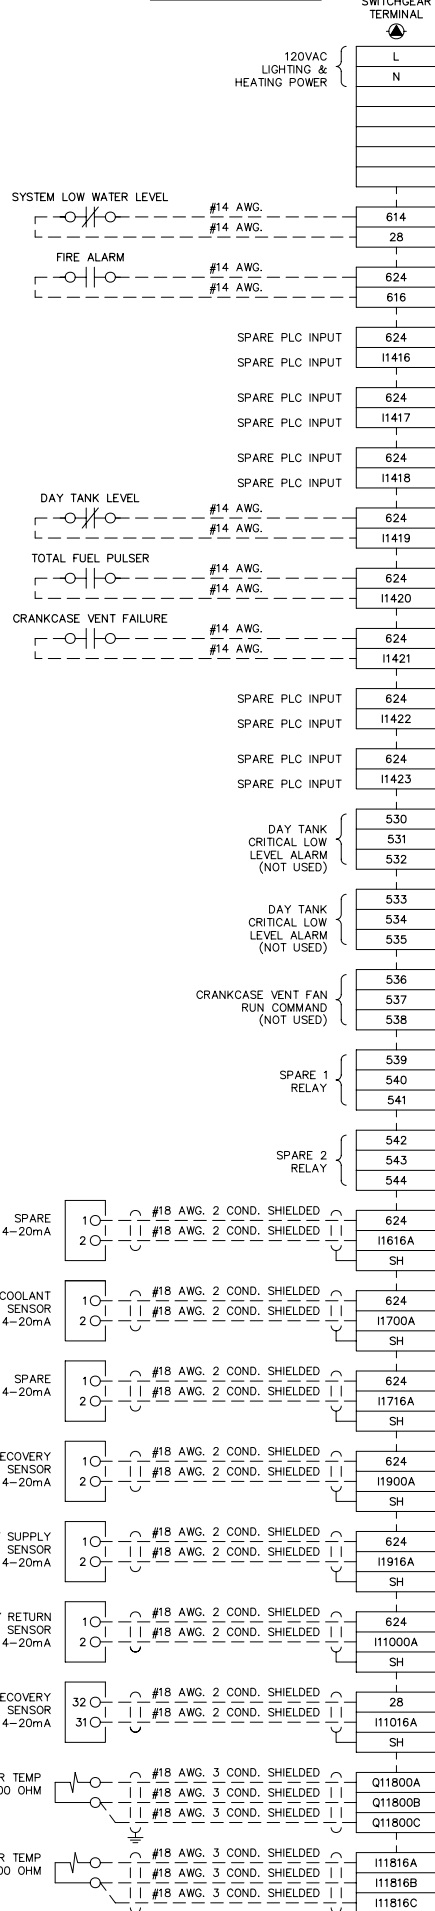 SWITCHGEAR
TERMINAL
120VAC
LIGHTING &
HEATING POWER
L
N
SYSTEM LOW WATER LEVEL
#14 AWG.
614
#14 AWG.
28
FIRE ALARM
#14 AWG.
624
#14 AWG.
616
SPARE PLC INPUT
624
SPARE PLC INPUT
I1416
SPARE PLC INPUT
624
SPARE PLC INPUT
I1417
SPARE PLC INPUT
624
SPARE PLC INPUT
I1418
DAY TANK LEVEL
#14 AWG.
624
#14 AWG.
I1419
TOTAL FUEL PULSER
#14 AWG.
624
#14 AWG.
I1420
CRANKCASE VENT FAILURE
#14 AWG.
624
#14 AWG.
I1421
SPARE PLC INPUT
624
SPARE PLC INPUT
I1422
SPARE PLC INPUT
624
SPARE PLC INPUT
I1423
DAY TANK
CRITICAL LOW
LEVEL ALARM
(NOT USED)
530
531
532
DAY TANK
CRITICAL LOW
LEVEL ALARM
(NOT USED)
533
534
535
CRANKCASE VENT FAN
RUN COMMAND
(NOT USED)
536
537
538
SPARE 1
RELAY
539
540
541
SPARE 2
RELAY
542
543
544
SPARE
4-20mA
1
#18 AWG. 2 COND. SHIELDED
624
2
#18 AWG. 2 COND. SHIELDED
I1616A
SH
COOLANT
SENSOR
4-20mA
1
#18 AWG. 2 COND. SHIELDED
624
2
#18 AWG. 2 COND. SHIELDED
I1700A
SH
SPARE
4-20mA
1
#18 AWG. 2 COND. SHIELDED
624
2
#18 AWG. 2 COND. SHIELDED
I1716A
SH
ECOVERY
SENSOR
4-20mA
1
#18 AWG. 2 COND. SHIELDED
624
2
#18 AWG. 2 COND. SHIELDED
I1900A
SH
SUPPLY
SENSOR
4-20mA
1
#18 AWG. 2 COND. SHIELDED
624
2
#18 AWG. 2 COND. SHIELDED
I1916A
SH
RETURN
SENSOR
4-20mA
1
#18 AWG. 2 COND. SHIELDED
624
2
#18 AWG. 2 COND. SHIELDED
I11000A
SH
ECOVERY
SENSOR
4-20mA
32
#18 AWG. 2 COND. SHIELDED
28
31
#18 AWG. 2 COND. SHIELDED
I11016A
SH
R TEMP
00 OHM
#18 AWG. 3 COND. SHIELDED
Q11800A
#18 AWG. 3 COND. SHIELDED
Q11800B
#18 AWG. 3 COND. SHIELDED
Q11800C
R TEMP
00 OHM
#18 AWG. 3 COND. SHIELDED
I11816A
#18 AWG. 3 COND. SHIELDED
I11816B
#18 AWG. 3 COND. SHIELDED
I11816C